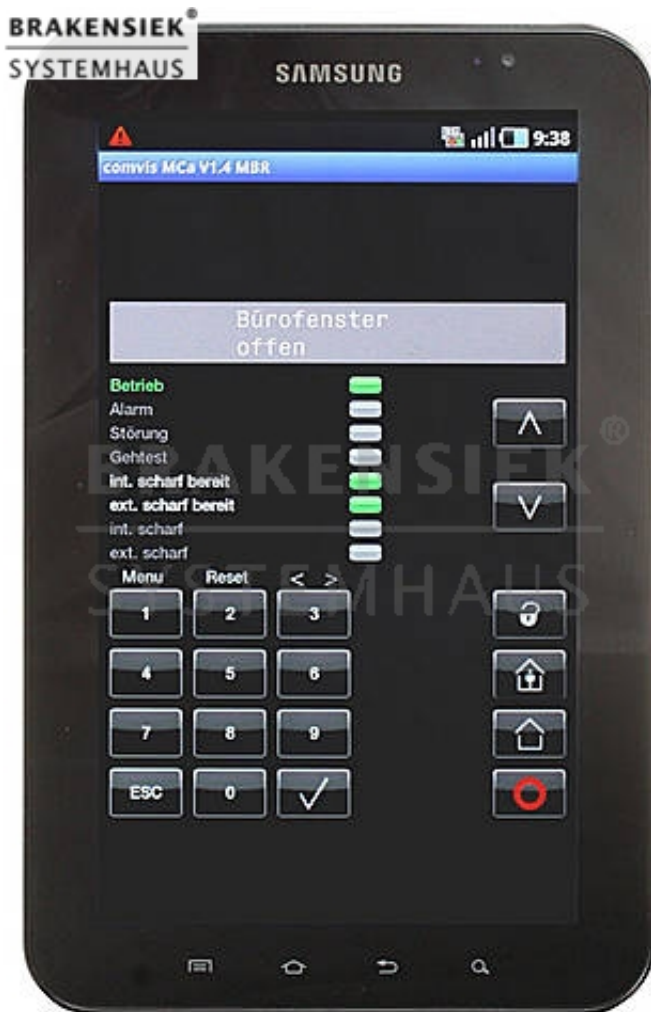 BRAKENSIEK®
SYSTEMHAUS
SAMSUNG
9:38
comvis MCa V1.4 MBR
Bürofenster
offen
Betrieb
Alarm
Störung
Gehtest
int. scharf bereit
ext. scharf bereit
int. scharf
ext. scharf
BRAKENSIEK®
SYSTEMHAUS
Menu Reset < >
1 2 3
4 5 6
7 8 9
ESC 0